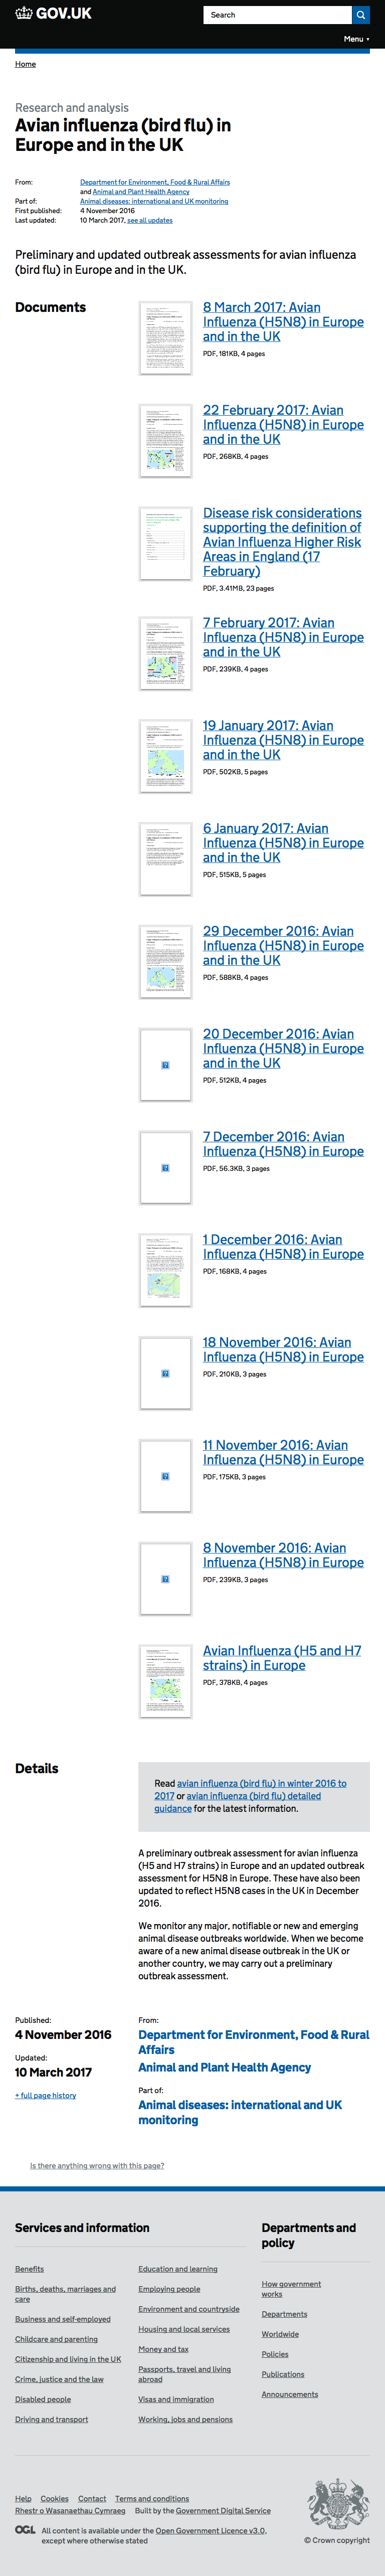 GOV.UK
Search
Menu ▼
Home
Research and analysis
Avian influenza (bird flu) in
Europe and in the UK
From: Department for Environment, Food & Rural Affairs
and Animal and Plant Health Agency
Part of: Animal diseases: international and UK monitoring
First published: 4 November 2016
Last updated: 10 March 2017, see all updates
Preliminary and updated outbreak assessments for avian influenza
(bird flu) in Europe and in the UK.
Documents
8 March 2017: Avian
Influenza (H5N8) in Europe
and in the UK
PDF, 181KB, 4 pages
22 February 2017: Avian
Influenza (H5N8) in Europe
and in the UK
PDF, 268KB, 4 pages
Disease risk considerations
supporting the definition of
Avian Influenza Higher Risk
Areas in England (17
February)
PDF, 3.41MB, 23 pages
7 February 2017: Avian
Influenza (H5N8) in Europe
and in the UK
PDF, 239KB, 4 pages
19 January 2017: Avian
Influenza (H5N8) in Europe
and in the UK
PDF, 502KB, 5 pages
6 January 2017: Avian
Influenza (H5N8) in Europe
and in the UK
PDF, 515KB, 5 pages
29 December 2016: Avian
Influenza (H5N8) in Europe
and in the UK
PDF, 588KB, 4 pages
20 December 2016: Avian
Influenza (H5N8) in Europe
and in the UK
PDF, 512KB, 4 pages
7 December 2016: Avian
Influenza (H5N8) in Europe
PDF, 56.3KB, 3 pages
1 December 2016: Avian
Influenza (H5N8) in Europe
PDF, 168KB, 4 pages
18 November 2016: Avian
Influenza (H5N8) in Europe
PDF, 210KB, 3 pages
11 November 2016: Avian
Influenza (H5N8) in Europe
PDF, 175KB, 3 pages
8 November 2016: Avian
Influenza (H5N8) in Europe
PDF, 239KB, 3 pages
Avian Influenza (H5 and H7
strains) in Europe
PDF, 378KB, 4 pages
Details
Read avian influenza (bird flu) in winter 2016 to
2017 or avian influenza (bird flu) detailed
guidance for the latest information.
A preliminary outbreak assessment for avian influenza
(H5 and H7 strains) in Europe and an updated outbreak
assessment for H5N8 in Europe. These have also been
updated to reflect H5N8 cases in the UK in December
2016.
We monitor any major, notifiable or new and emerging
animal disease outbreaks worldwide. When we become
aware of a new animal disease outbreak in the UK or
another country, we may carry out a preliminary
outbreak assessment.
Published:
4 November 2016
Updated:
10 March 2017
+ full page history
From:
Department for Environment, Food & Rural
Affairs
Animal and Plant Health Agency
Part of:
Animal diseases: international and UK
monitoring
Is there anything wrong with this page?
Services and information
Benefits
Births, deaths, marriages and
care
Business and self-employed
Childcare and parenting
Citizenship and living in the UK
Crime, justice and the law
Disabled people
Driving and transport
Education and learning
Employing people
Environment and countryside
Housing and local services
Money and tax
Passports, travel and living
abroad
Visas and immigration
Working, jobs and pensions
Departments and
policy
How government
works
Departments
Worldwide
Policies
Publications
Announcements
Help Cookies Contact Terms and conditions
Rhestr o Wasanaethau Cymraeg Built by the Government Digital Service
OGL All content is available under the Open Government Licence v3.0,
except where otherwise stated
© Crown copyright